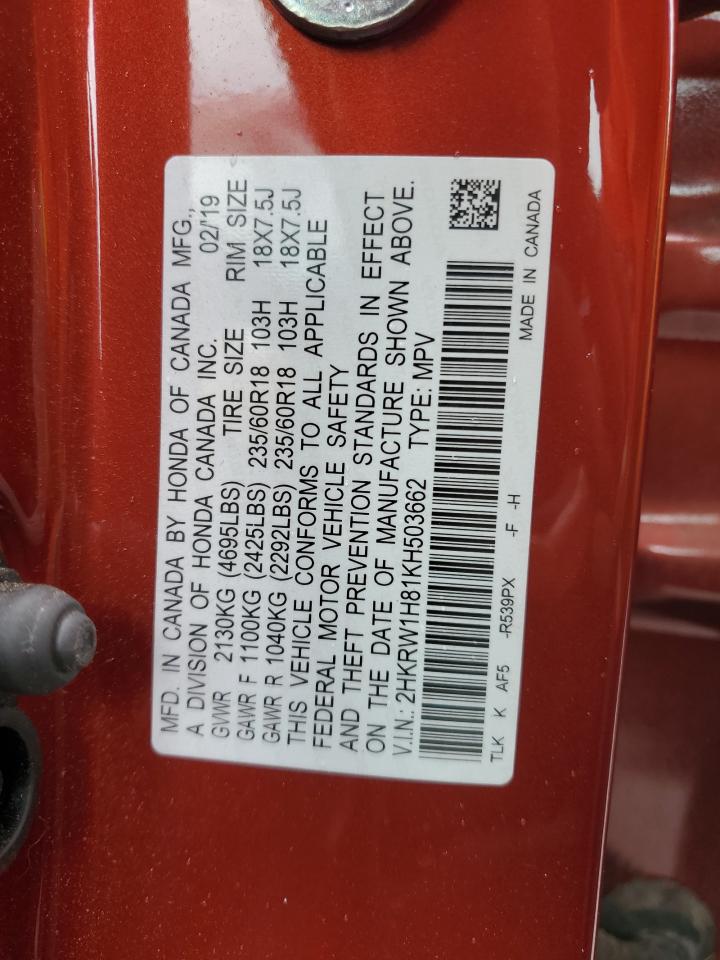 MFD. IN CANADA BY HONDA OF CANADA MFG.,
A DIVISION OF HONDA CANADA INC. 02/'19
GVWR 2130KG (4695LBS) TIRE SIZE RIM SIZE
GAWR F 1100KG (2425LBS) 235/60R18 103H 18X7.5J
GAWR R 1040KG (2292LBS) 235/60R18 103H 18X7.5J
THIS VEHICLE CONFORMS TO ALL APPLICABLE
FEDERAL MOTOR VEHICLE SAFETY
AND THEFT PREVENTION STANDARDS IN EFFECT
ON THE DATE OF MANUFACTURE SHOWN ABOVE.
V.I.N.: 2HKRW1H81KH503662 TYPE: MPV
TLK K AF5 -R539PX -F -H MADE IN CANADA